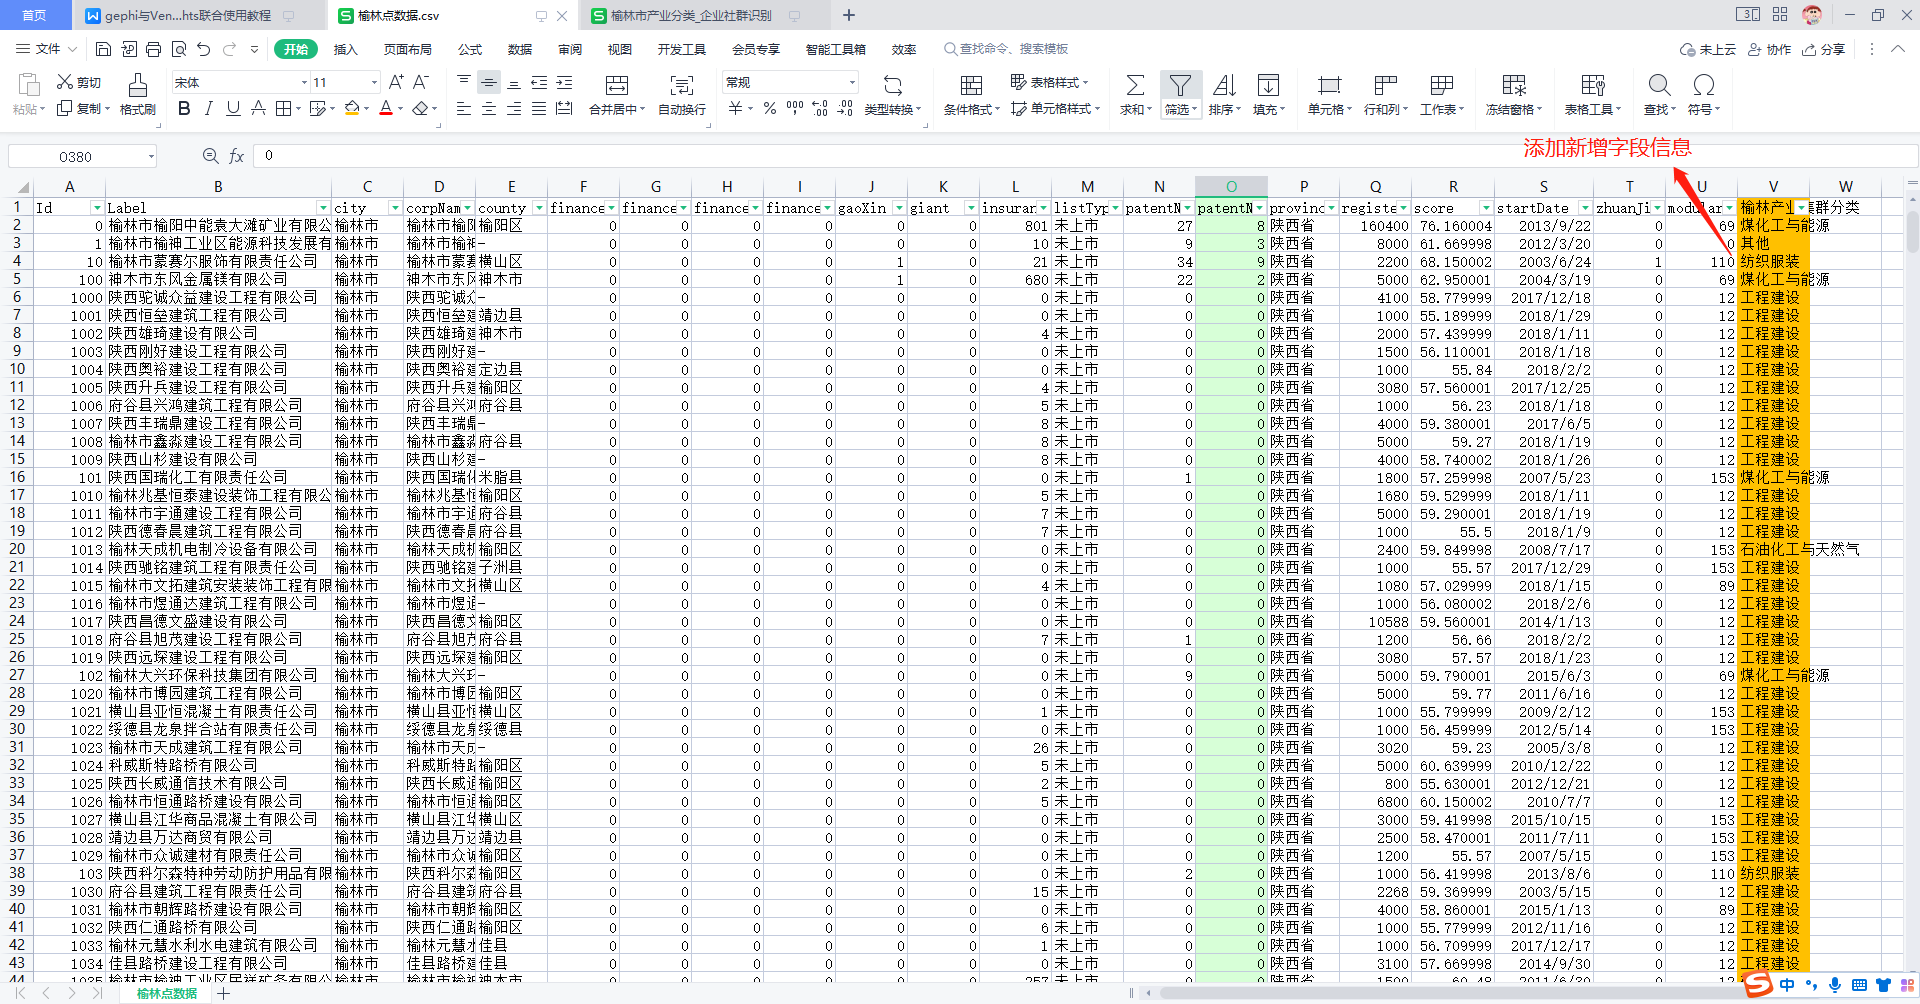 首页 gephi与Ven...hts联合使用教程 榆林点数据.csv 榆林市产业分类_企业社群识别
文件 开始 插入 页面布局 公式 数据 审阅 视图 开发工具 会员专享 智能工具箱 效率 查找命令、搜索模板 未上云 协作 分享
粘贴 剪切 复制 格式刷 宋体 11 合并居中 自动换行 常规 类型转换 条件格式 表格样式 单元格样式 求和 筛选 排序 填充 单元格 行和列 工作表 冻结窗格 表格工具 查找 符号
O380 fx 0
添加新增字段信息
A B C D E F G H I J K L M N O P Q R S T U V W
1 Id Label city corpNam county finance finance finance finance gaoXin giant insuran listTyp patentN patentN provinc registe score startDate zhuanJi modular 榆林产业集群分类
2 0 榆林市榆阳中能袁大滩矿业有限公 榆林市 榆林市榆阳 榆阳区 0 0 0 0 0 0 801 未上市 27 8 陕西省 160400 76.160004 2013/9/22 0 69 煤化工与能源
3 1 榆林市榆神工业区能源科技发展有 榆林市 榆林市榆神 - 0 0 0 0 0 0 10 未上市 9 3 陕西省 8000 61.669998 2012/3/20 0 0 其他
4 10 榆林市蒙赛尔服饰有限责任公司 榆林市 榆林市蒙赛 横山区 0 0 0 0 1 0 21 未上市 34 9 陕西省 2200 68.150002 2003/6/24 1 110 纺织服装
5 100 神木市东风金属镁有限公司 榆林市 神木市东风 神木市 0 0 0 0 1 0 680 未上市 22 2 陕西省 5000 62.950001 2004/3/19 0 69 煤化工与能源
6 1000 陕西驼诚众益建设工程有限公司 榆林市 陕西驼诚众 - 0 0 0 0 0 0 0 未上市 0 0 陕西省 4100 58.779999 2017/12/18 0 12 工程建设
7 1001 陕西恒垒建筑工程有限公司 榆林市 陕西恒垒建 靖边县 0 0 0 0 0 0 0 未上市 0 0 陕西省 1000 55.189999 2018/1/29 0 12 工程建设
8 1002 陕西雄琦建设有限公司 榆林市 陕西雄琦建 神木市 0 0 0 0 0 0 4 未上市 0 0 陕西省 2000 57.439999 2018/1/11 0 12 工程建设
9 1003 陕西刚好建设工程有限公司 榆林市 陕西刚好建 - 0 0 0 0 0 0 0 未上市 0 0 陕西省 1500 56.110001 2018/1/18 0 12 工程建设
10 1004 陕西奥裕建设工程有限公司 榆林市 陕西奥裕建 定边县 0 0 0 0 0 0 0 未上市 0 0 陕西省 1000 55.84 2018/2/2 0 12 工程建设
11 1005 陕西升兵建设工程有限公司 榆林市 陕西升兵建 榆阳区 0 0 0 0 0 0 4 未上市 0 0 陕西省 3080 57.560001 2017/12/25 0 12 工程建设
12 1006 府谷县兴鸿建筑工程有限公司 榆林市 府谷县兴鸿 府谷县 0 0 0 0 0 0 5 未上市 0 0 陕西省 1000 56.23 2018/1/18 0 12 工程建设
13 1007 陕西丰瑞鼎建设工程有限公司 榆林市 陕西丰瑞鼎 - 0 0 0 0 0 0 8 未上市 0 0 陕西省 4000 59.380001 2017/6/5 0 12 工程建设
14 1008 榆林市鑫淼建设工程有限公司 榆林市 榆林市鑫淼 府谷县 0 0 0 0 0 0 8 未上市 0 0 陕西省 5000 59.27 2018/1/19 0 12 工程建设
15 1009 陕西山杉建设有限公司 榆林市 陕西山杉建 - 0 0 0 0 0 0 8 未上市 0 0 陕西省 4000 58.740002 2018/1/26 0 12 工程建设
16 101 陕西国瑞化工有限责任公司 榆林市 陕西国瑞化 米脂县 0 0 0 0 0 0 0 未上市 1 0 陕西省 1800 57.259998 2007/5/23 0 153 煤化工与能源
17 1010 榆林兆基恒泰建设装饰工程有限公 榆林市 榆林兆基恒 榆阳区 0 0 0 0 0 0 5 未上市 0 0 陕西省 1680 59.529999 2018/1/11 0 12 工程建设
18 1011 榆林市宇通建设工程有限公司 榆林市 榆林市宇通 府谷县 0 0 0 0 0 0 7 未上市 0 0 陕西省 5000 59.290001 2018/1/19 0 12 工程建设
19 1012 陕西德春晨建筑工程有限公司 榆林市 陕西德春晨 府谷县 0 0 0 0 0 0 7 未上市 0 0 陕西省 1000 55.5 2018/1/9 0 12 工程建设
20 1013 榆林天成机电制冷设备有限公司 榆林市 榆林天成机 榆阳区 0 0 0 0 0 0 0 未上市 0 0 陕西省 2400 59.849998 2008/7/17 0 153 石油化工与天然气
21 1014 陕西驰铭建筑工程有限责任公司 榆林市 陕西驰铭建 子洲县 0 0 0 0 0 0 0 未上市 0 0 陕西省 1000 55.57 2017/12/29 0 153 工程建设
22 1015 榆林市文拓建筑安装装饰工程有限 榆林市 榆林市文拓 横山区 0 0 0 0 0 0 4 未上市 0 0 陕西省 1080 57.029999 2018/1/15 0 89 工程建设
23 1016 榆林市煜通达建筑工程有限公司 榆林市 榆林市煜通 - 0 0 0 0 0 0 0 未上市 0 0 陕西省 1000 56.080002 2018/2/6 0 12 工程建设
24 1017 陕西昌德文盛建设有限公司 榆林市 陕西昌德文 榆阳区 0 0 0 0 0 0 0 未上市 0 0 陕西省 10588 59.560001 2014/1/13 0 12 工程建设
25 1018 府谷县旭茂建设工程有限公司 榆林市 府谷县旭茂 府谷县 0 0 0 0 0 0 7 未上市 1 0 陕西省 1200 56.66 2018/2/2 0 12 工程建设
26 1019 陕西远琛建设工程有限公司 榆林市 陕西远琛建 榆阳区 0 0 0 0 0 0 0 未上市 0 0 陕西省 3080 57.57 2018/1/23 0 12 工程建设
27 102 榆林大兴环保科技集团有限公司 榆林市 榆林大兴环 - 0 0 0 0 0 0 0 未上市 9 0 陕西省 5000 59.790001 2015/6/3 0 69 煤化工与能源
28 1020 榆林市博园建筑工程有限公司 榆林市 榆林市博园 榆阳区 0 0 0 0 0 0 0 未上市 0 0 陕西省 5000 59.77 2011/6/16 0 12 工程建设
29 1021 横山县亚恒混凝土有限责任公司 榆林市 横山县亚恒 横山区 0 0 0 0 0 0 1 未上市 0 0 陕西省 1000 55.799999 2009/2/12 0 153 工程建设
30 1022 绥德县龙泉拌合站有限责任公司 榆林市 绥德县龙泉 绥德县 0 0 0 0 0 0 0 未上市 0 0 陕西省 1000 56.459999 2012/5/14 0 153 工程建设
31 1023 榆林市天成建筑工程有限公司 榆林市 榆林市天成 - 0 0 0 0 0 0 26 未上市 0 0 陕西省 3020 59.23 2005/3/8 0 12 工程建设
32 1024 科威斯特路桥有限公司 榆林市 科威斯特路 榆阳区 0 0 0 0 0 0 5 未上市 0 0 陕西省 5000 60.639999 2010/12/22 0 12 工程建设
33 1025 陕西长威通信技术有限公司 榆林市 陕西长威通 榆阳区 0 0 0 0 0 0 2 未上市 0 0 陕西省 800 55.630001 2012/12/21 0 12 工程建设
34 1026 榆林市恒通路桥建设有限公司 榆林市 榆林市恒通 榆阳区 0 0 0 0 0 0 5 未上市 0 0 陕西省 6800 60.150002 2010/7/7 0 12 工程建设
35 1027 横山县江华商品混凝土有限公司 榆林市 横山县江华 横山区 0 0 0 0 0 0 0 未上市 0 0 陕西省 3000 59.419998 2015/10/15 0 153 工程建设
36 1028 靖边县万达商贸有限公司 榆林市 靖边县万达 靖边县 0 0 0 0 0 0 0 未上市 0 0 陕西省 2500 58.470001 2011/7/11 0 153 工程建设
37 1029 榆林市众诚建材有限责任公司 榆林市 榆林市众诚 榆阳区 0 0 0 0 0 0 0 未上市 0 0 陕西省 1200 55.57 2007/5/15 0 153 工程建设
38 103 陕西科尔森特种劳动防护用品有限 榆林市 陕西科尔森 榆阳区 0 0 0 0 0 0 0 未上市 2 0 陕西省 1000 56.419998 2013/8/6 0 110 纺织服装
39 1030 府谷县建筑工程有限责任公司 榆林市 府谷县建筑 府谷县 0 0 0 0 0 0 15 未上市 0 0 陕西省 2268 59.369999 2003/5/15 0 12 工程建设
40 1031 榆林市朝辉路桥建设有限公司 榆林市 榆林市朝辉 榆阳区 0 0 0 0 0 0 0 未上市 0 0 陕西省 4000 58.860001 2015/1/13 0 89 工程建设
41 1032 陕西仁通路桥有限公司 榆林市 陕西仁通路 榆阳区 0 0 0 0 0 0 6 未上市 0 0 陕西省 1000 55.779999 2012/11/16 0 12 工程建设
42 1033 榆林元慧水利水电建筑有限公司 榆林市 榆林元慧水 佳县 0 0 0 0 0 0 1 未上市 0 0 陕西省 1000 56.709999 2017/12/17 0 12 工程建设
43 1034 佳县路桥建设工程有限公司 榆林市 佳县路桥建 佳县 0 0 0 0 0 0 0 未上市 0 0 陕西省 3100 57.669998 2014/9/30 0 12 工程建设
榆林点数据
中